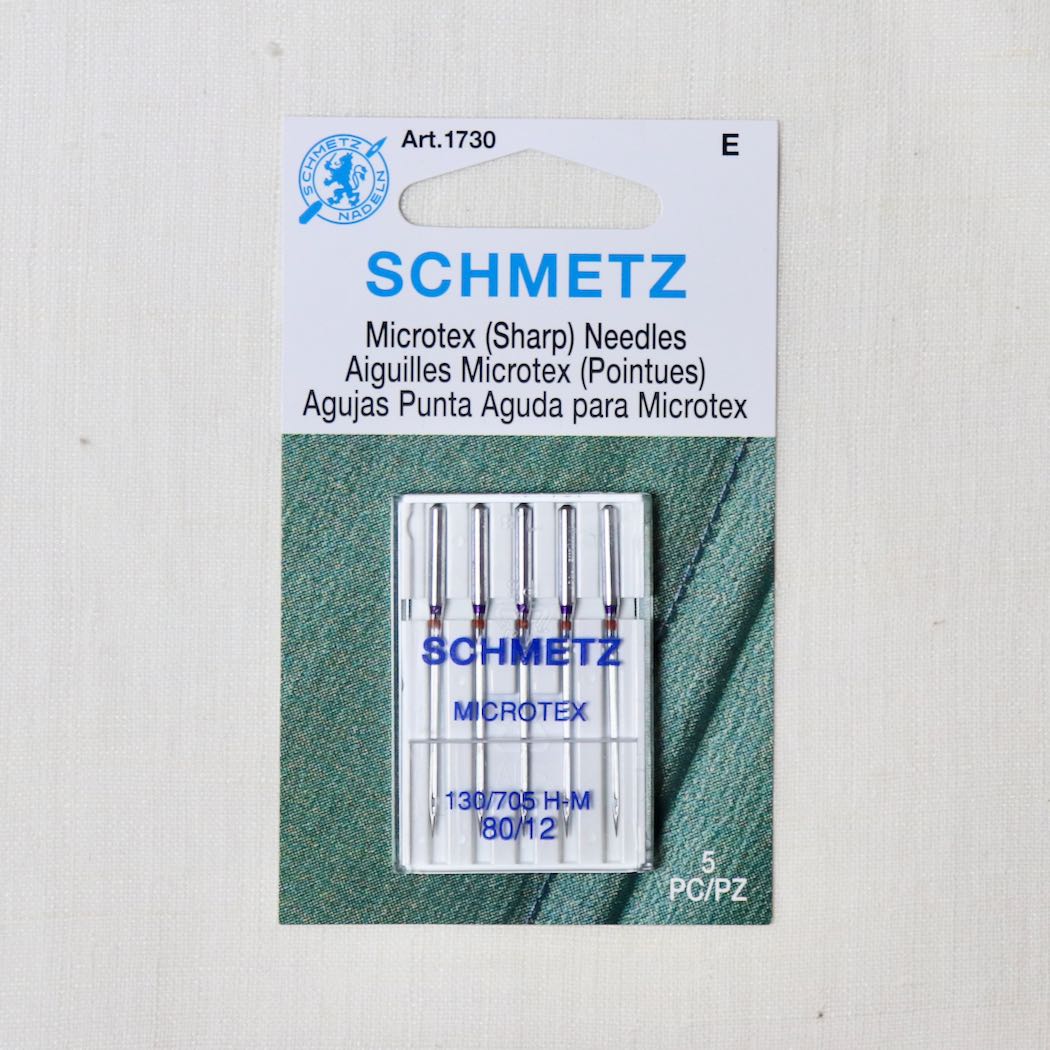 SCHMETZ
NADELN
Art.1730
E
SCHMETZ
Microtex (Sharp) Needles
Aiguilles Microtex (Pointues)
Agujas Punta Aguda para Microtex
SCHMETZ
MICROTEX
130/705 H-M
80/12
5
PC/PZ